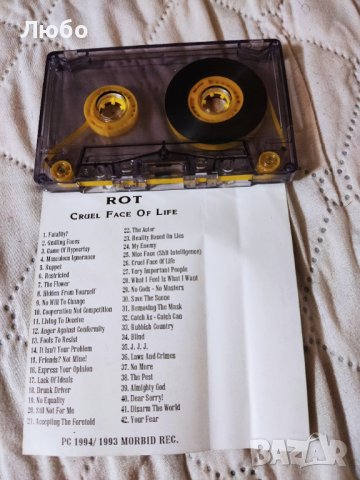 Любо
ROT
CRUEL FACE OF LIFE
1. Fatality?
2. Smiling Faces
3. Game Of Hypocrisy
4. Masculous Ignorance
5. Puppet
6. Restricted
7. The Flower
8. Hidden From Yourself
9. No Will To Change
10. Cooperation Not Competition
11. Living To Deceive
12. Anger Against Conformity
13. Fools To Resist
14. It Isn't Your Problem
15. Friends? Not Mine!
16. Express Your Opinion
17. Lack Of Ideals
18. Drunk Driver
19. No Equality
20. Still Not For Me
21. Accepting The Foretold
22. The Actor
23. Reality Based On Lies
24. My Enemy
25. Nice Face (Shit Intelligence)
26. Cruel Face Of Life
27. Very Important People
28. What I Feel Is What I Want
29. No Gods - No Masters
30. Save The Scene
31. Removing The Mask
32. Catch As - Catch Can
33. Rubbish Country
34. Blind
35. J. J. J.
36. Laws And Crimes
37. No More
38. The Pest
39. Almighty God
40. Dear Sorry!
41. Disarm The World
42. Your Fear
PC 1994/ 1993 MORBID REC.
BAZAR